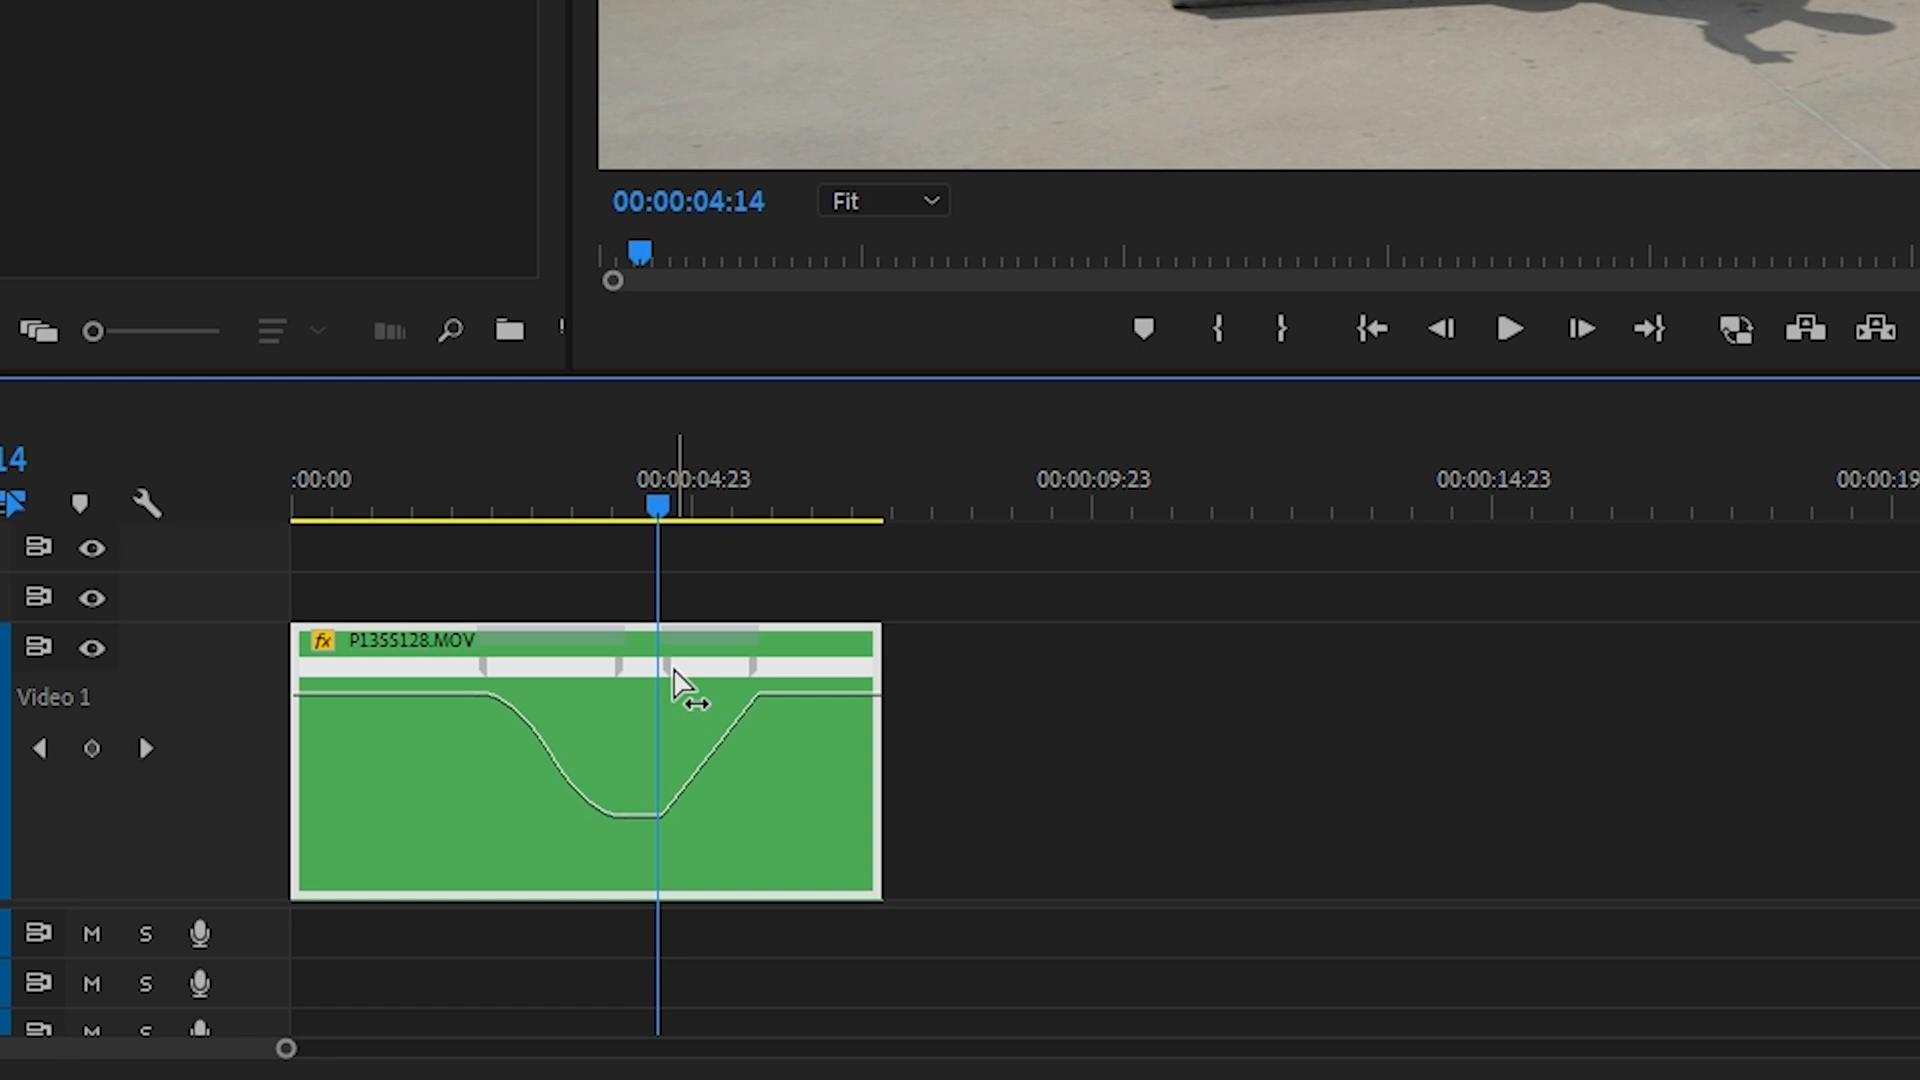 00:00:04:14
Fit
14
:00:00
00:00:04:23
00:00:09:23
00:00:14:23
00:00:19
fx P1355128.MOV
Video 1
M S
M S
M S